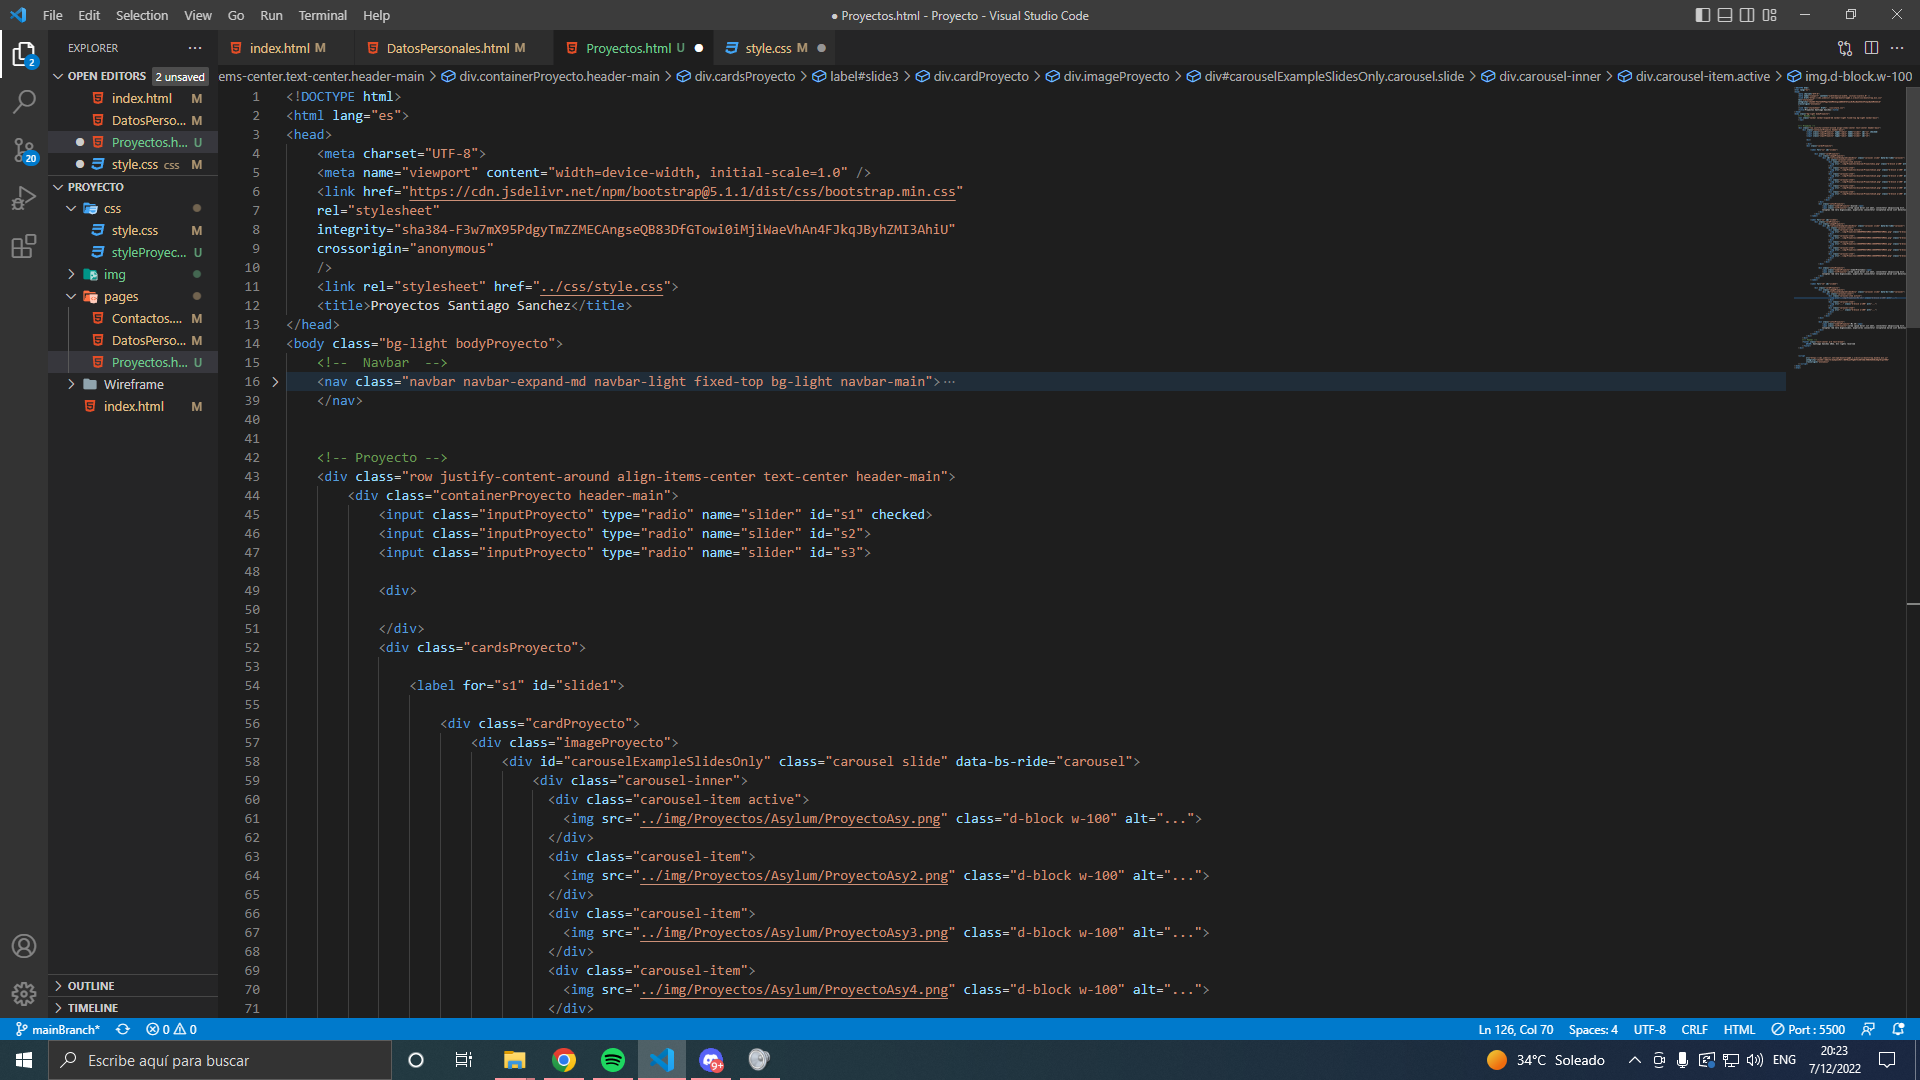 File Edit Selection View Go Run Terminal Help
● Proyectos.html - Proyecto - Visual Studio Code
EXPLORER
index.html M
DatosPersonales.html M
Proyectos.html U
style.css M
OPEN EDITORS 2 unsaved
ems-center.text-center.header-main > div.containerProyecto.header-main > div.cardsProyecto > label#slide3 > div.cardProyecto > div.imageProyecto > div#carouselExampleSlidesOnly.carousel.slide > div.carousel-inner > div.carousel-item.active > img.d-block.w-100
index.html M
DatosPerso... M
Proyectos.h... U
style.css css M
PROYECTO
css
style.css M
styleProyec... U
img
pages
Contactos.... M
DatosPerso... M
Proyectos.h... U
Wireframe
index.html M
OUTLINE
TIMELINE
2
20
1 <!DOCTYPE html>
2 <html lang="es">
3 <head>
4 <meta charset="UTF-8">
5 <meta name="viewport" content="width=device-width, initial-scale=1.0" />
6 <link href="https://cdn.jsdelivr.net/npm/bootstrap@5.1.1/dist/css/bootstrap.min.css"
7 rel="stylesheet"
8 integrity="sha384-F3w7mX95PdgyTmZZMECAngseQB83DfGTowi0iMjiWaeVhAn4FJkqJByhZMI3AhiU"
9 crossorigin="anonymous"
10 />
11 <link rel="stylesheet" href="../css/style.css">
12 <title>Proyectos Santiago Sanchez</title>
13 </head>
14 <body class="bg-light bodyProyecto">
15 <!-- Navbar -->
16 <nav class="navbar navbar-expand-md navbar-light fixed-top bg-light navbar-main">...
39 </nav>
40
41
42 <!-- Proyecto -->
43 <div class="row justify-content-around align-items-center text-center header-main">
44 <div class="containerProyecto header-main">
45 <input class="inputProyecto" type="radio" name="slider" id="s1" checked>
46 <input class="inputProyecto" type="radio" name="slider" id="s2">
47 <input class="inputProyecto" type="radio" name="slider" id="s3">
48
49 <div>
50
51 </div>
52 <div class="cardsProyecto">
53
54 <label for="s1" id="slide1">
55
56 <div class="cardProyecto">
57 <div class="imageProyecto">
58 <div id="carouselExampleSlidesOnly" class="carousel slide" data-bs-ride="carousel">
59 <div class="carousel-inner">
60 <div class="carousel-item active">
61 <img src="../img/Proyectos/Asylum/ProyectoAsy.png" class="d-block w-100" alt="...">
62 </div>
63 <div class="carousel-item">
64 <img src="../img/Proyectos/Asylum/ProyectoAsy2.png" class="d-block w-100" alt="...">
65 </div>
66 <div class="carousel-item">
67 <img src="../img/Proyectos/Asylum/ProyectoAsy3.png" class="d-block w-100" alt="...">
68 </div>
69 <div class="carousel-item">
70 <img src="../img/Proyectos/Asylum/ProyectoAsy4.png" class="d-block w-100" alt="...">
71 </div>
mainBranch* 0 0
Ln 126, Col 70 Spaces: 4 UTF-8 CRLF HTML Port : 5500
Escribe aquí para buscar
9+
34°C Soleado
ENG
20:23
7/12/2022